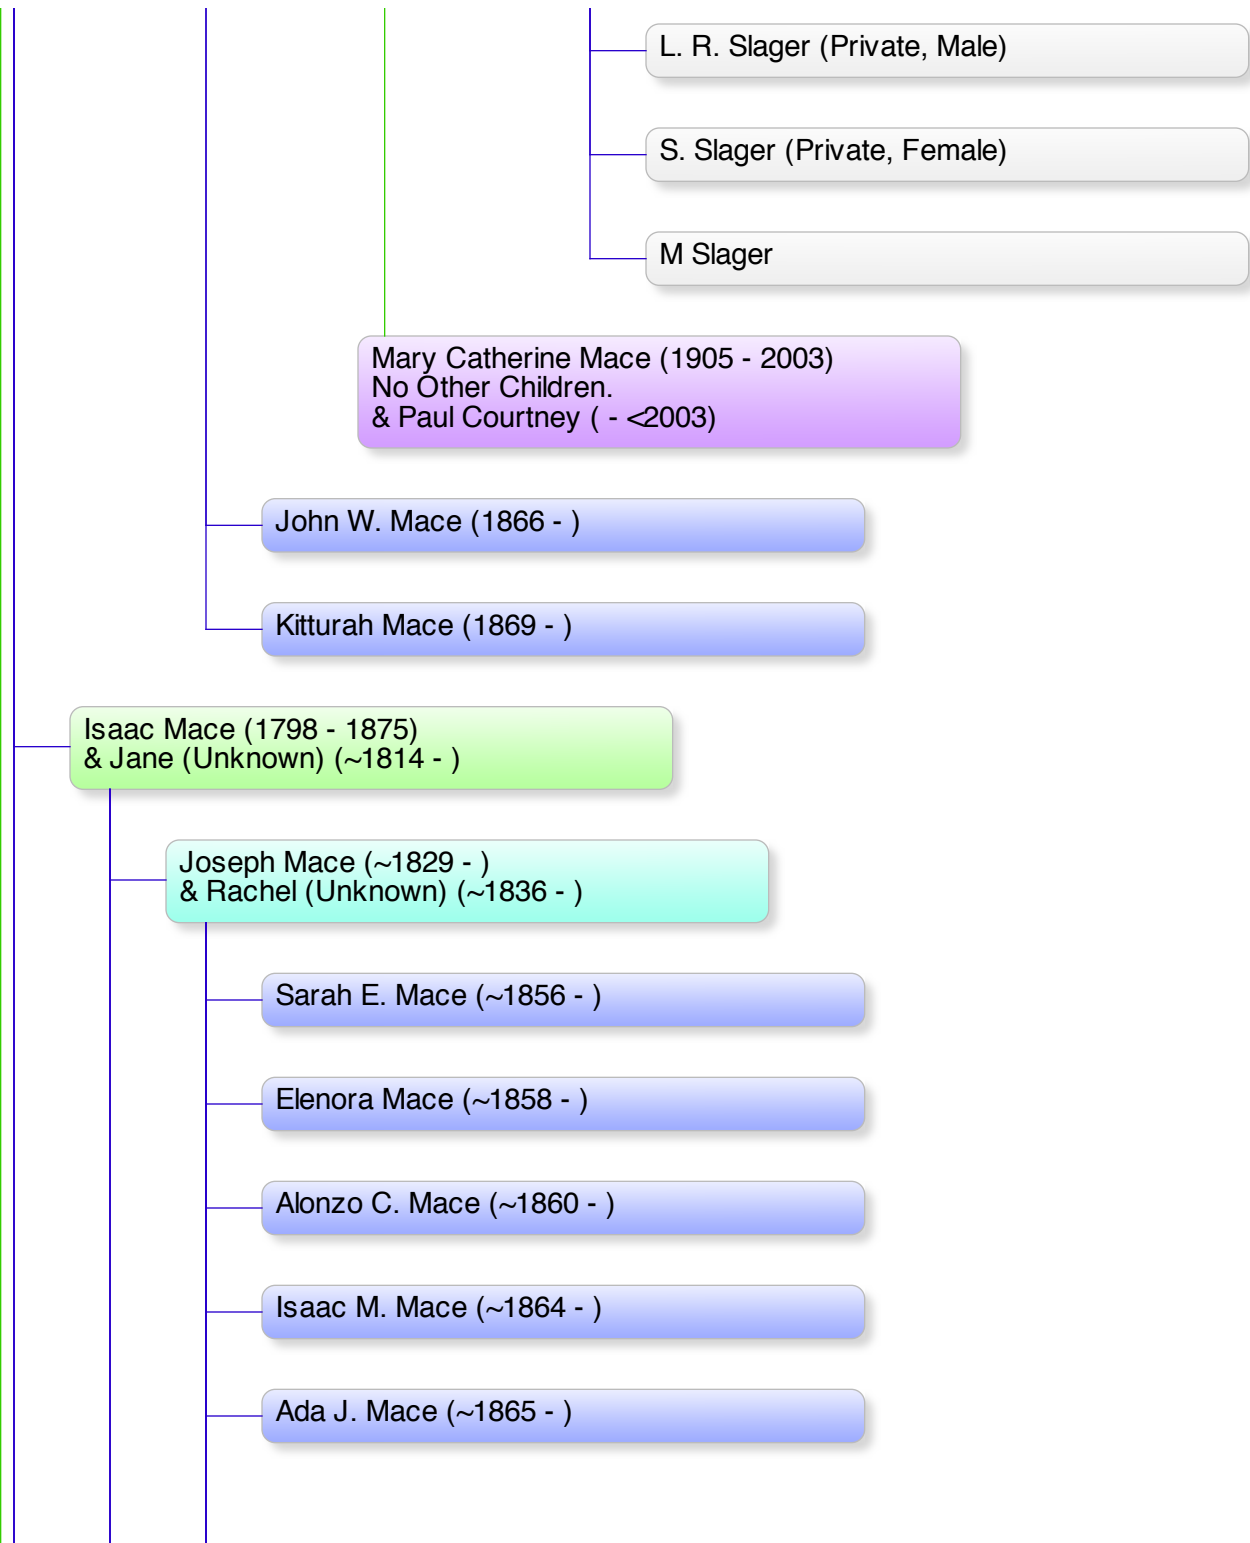 L. R. Slager (Private, Male)
S. Slager (Private, Female)
M Slager
Mary Catherine Mace (1905 - 2003)
No Other Children.
& Paul Courtney ( - <2003)
John W. Mace (1866 - )
Kitturah Mace (1869 - )
Isaac Mace (1798 - 1875)
& Jane (Unknown) (~1814 - )
Joseph Mace (~1829 - )
& Rachel (Unknown) (~1836 - )
Sarah E. Mace (~1856 - )
Elenora Mace (~1858 - )
Alonzo C. Mace (~1860 - )
Isaac M. Mace (~1864 - )
Ada J. Mace (~1865 - )